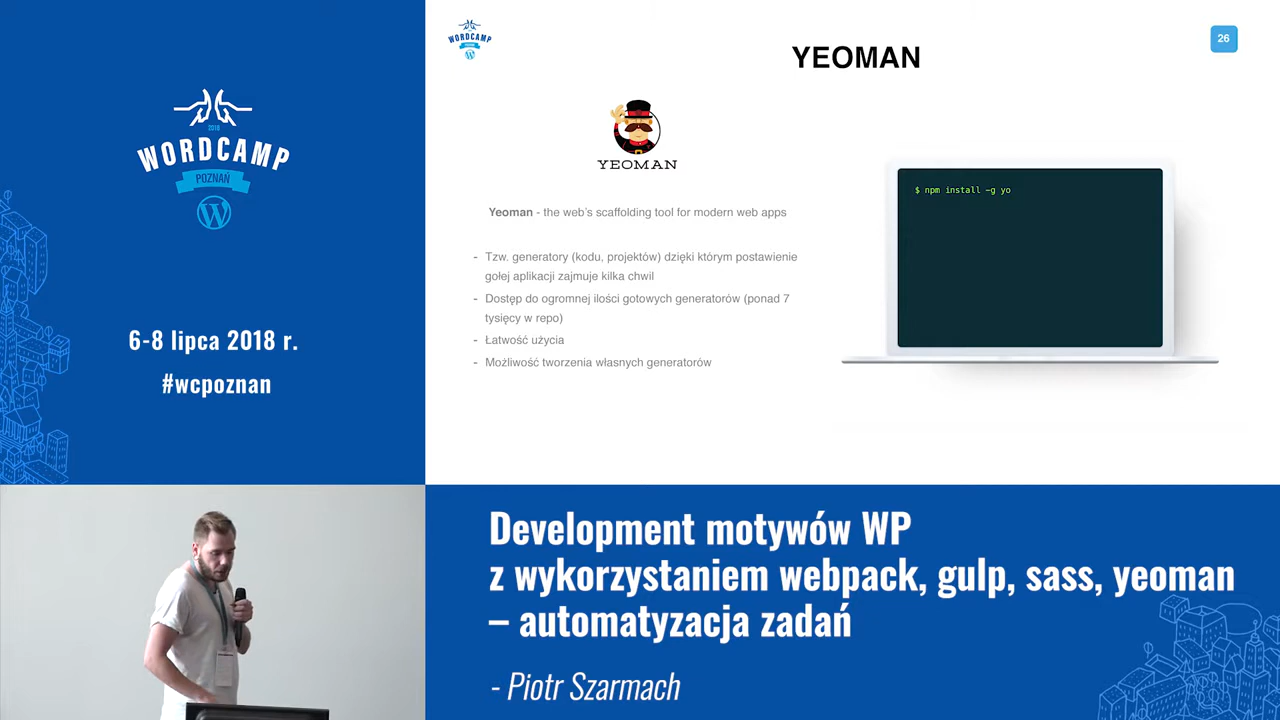 2018
WORDCAMP
POZNAŃ
6-8 lipca 2018 r.
#wcpoznan
WORDCAMP
26
YEOMAN
YEOMAN
Yeoman - the web's scaffolding tool for modern web apps
- Tzw. generatory (kodu, projektów) dzięki którym postawienie
gołej aplikacji zajmuje kilka chwil
- Dostęp do ogromnej ilości gotowych generatorów (ponad 7
tysięcy w repo)
- Łatwość użycia
- Możliwość tworzenia własnych generatorów
$ npm install -g yo
Development motywów WP
z wykorzystaniem webpack, gulp, sass, yeoman
– automatyzacja zadań
- Piotr Szarmach